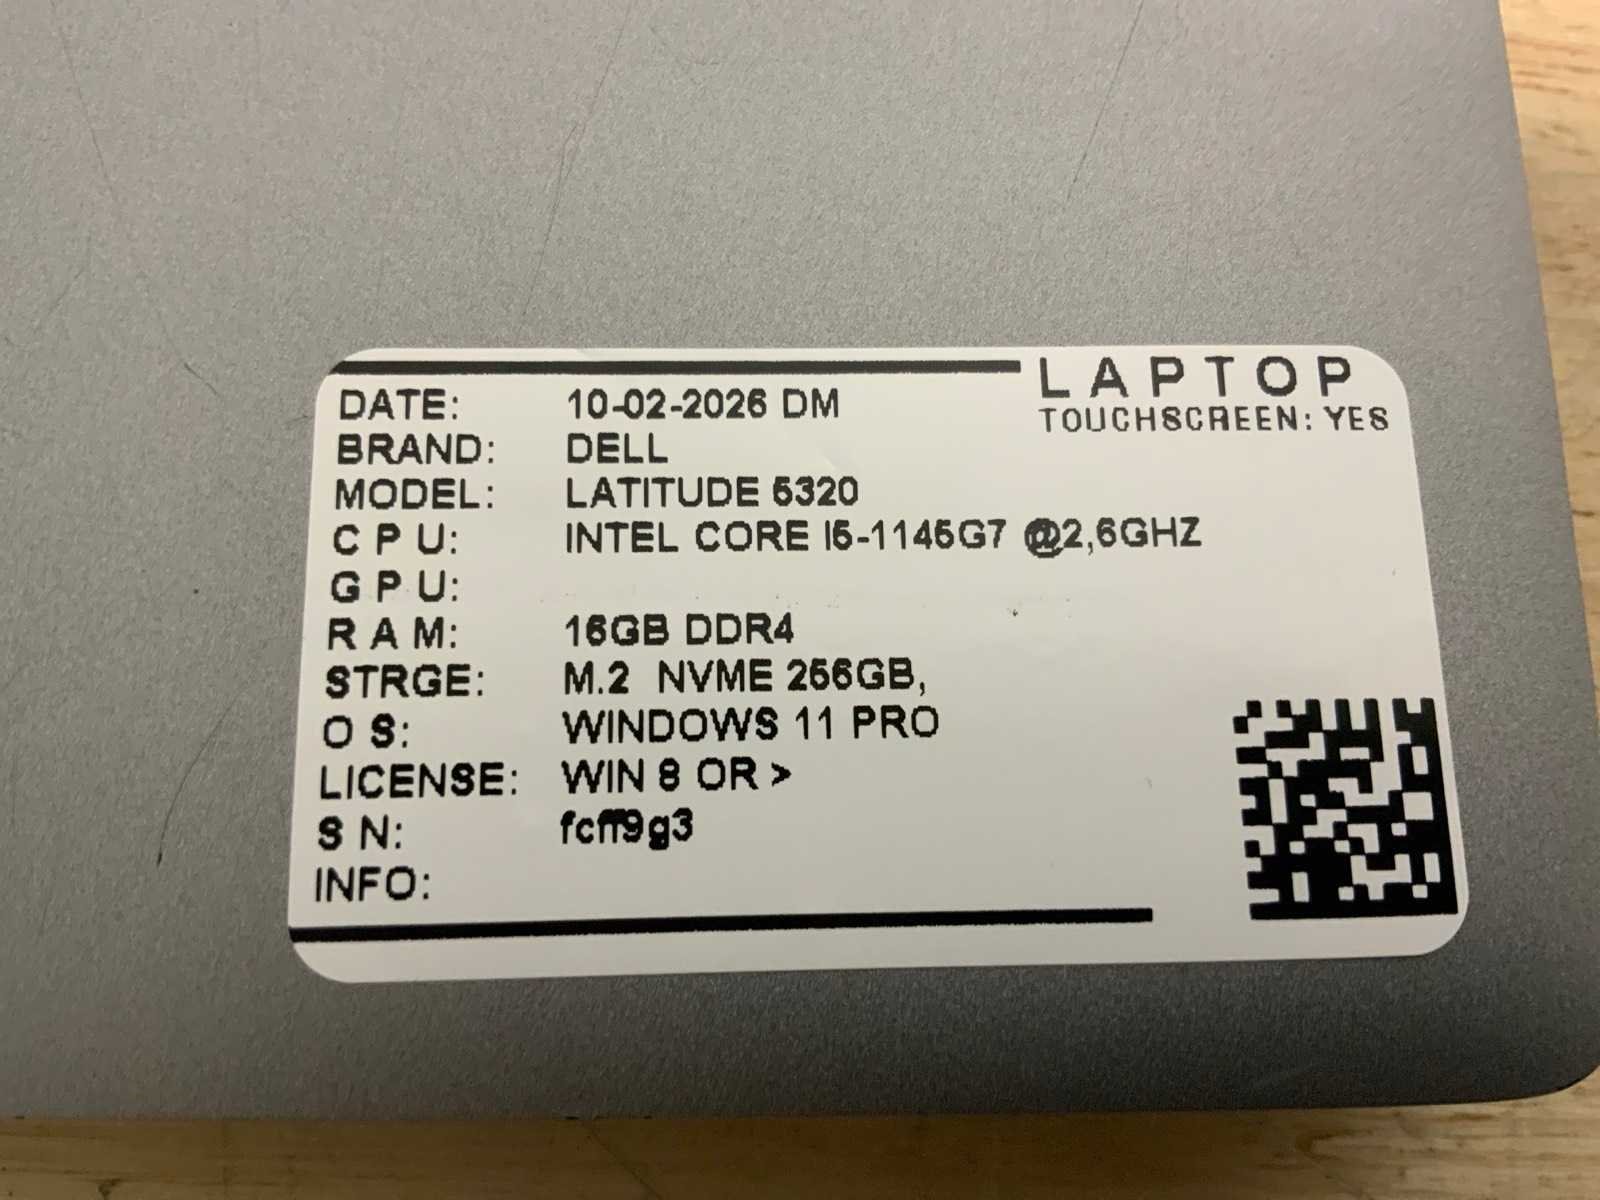 LAPTOP
TOUCHSCREEN: YES
DATE: 10-02-2026 DM
BRAND: DELL
MODEL: LATITUDE 5320
C P U: INTEL CORE I5-1145G7 @2,6GHZ
G P U:
R A M: 16GB DDR4
STRGE: M.2 NVME 256GB,
O S: WINDOWS 11 PRO
LICENSE: WIN 8 OR >
S N: fcff9g3
INFO: